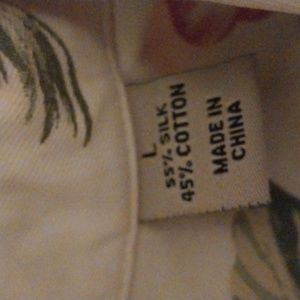 L
55% SILK
45% COTTON
MADE IN
CHINA